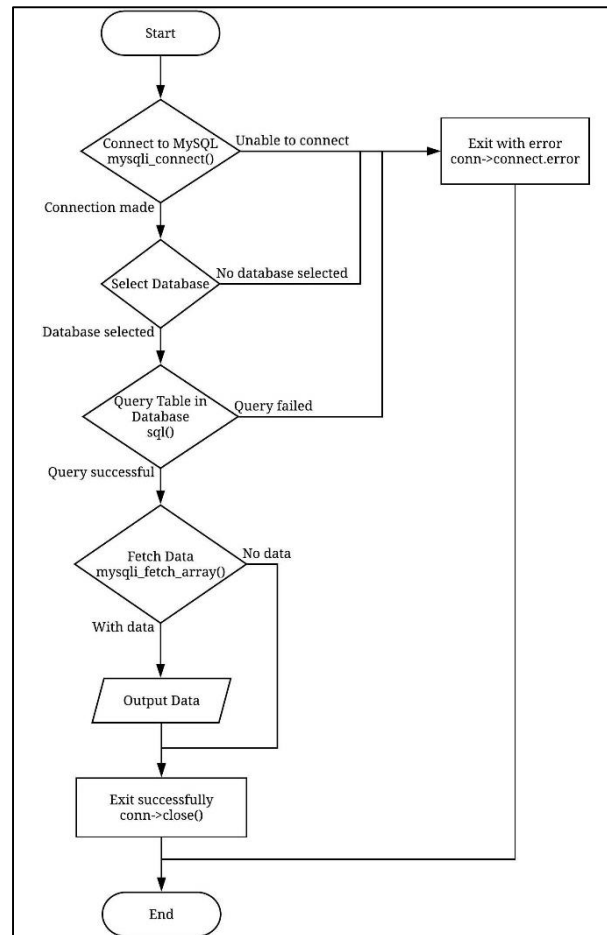 Start
Connect to MySQL
mysqli_connect()
Unable to connect
Exit with error
conn->connect.error
Connection made
Select Database
No database selected
Database selected
Query Table in
Database
sql()
Query failed
Query successful
Fetch Data
mysqli_fetch_array()
No data
With data
Output Data
Exit successfully
conn->close()
End